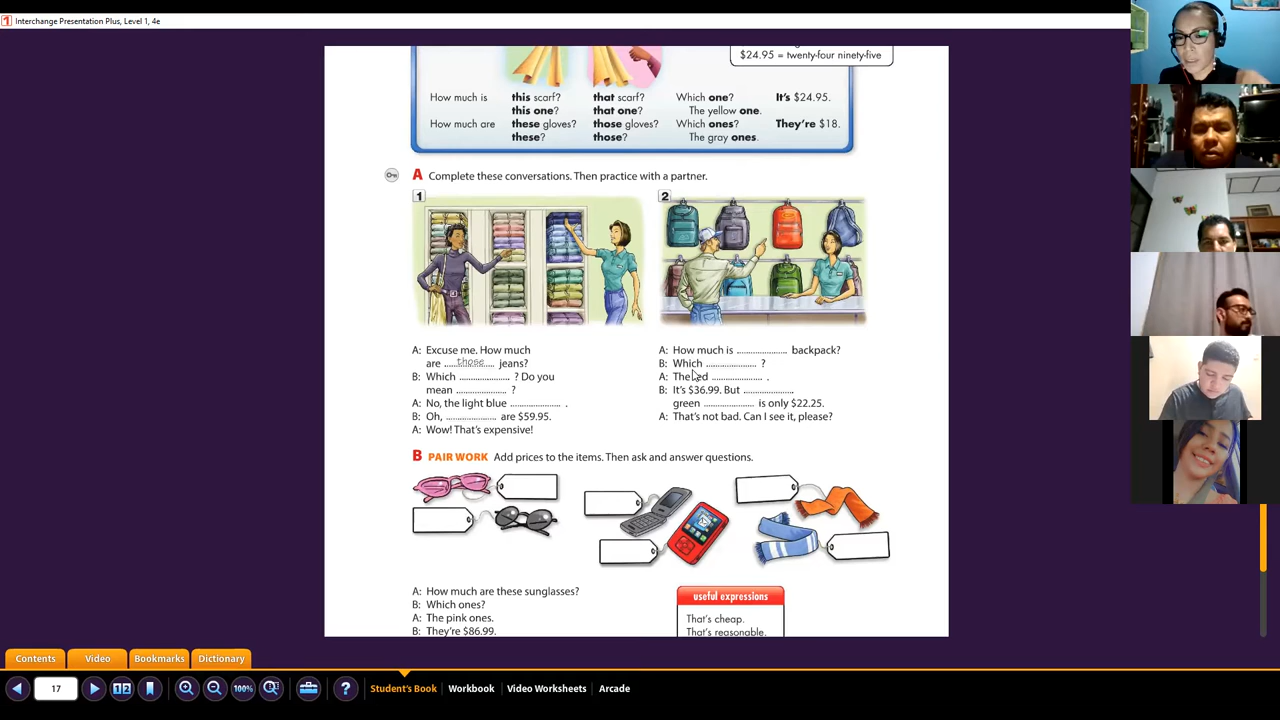 Interchange Presentation Plus, Level 1, 4e
$24.95 = twenty-four ninety-five
How much is this scarf? that scarf? Which one? It's $24.95.
this one? that one? The yellow one.
How much are these gloves? those gloves? Which ones? They're $18.
these? those? The gray ones.
A Complete these conversations. Then practice with a partner.
1
A: Excuse me. How much
are ....those.... jeans?
B: Which .................... ? Do you
mean .................... ?
A: No, the light blue .................... .
B: Oh, .................... are $59.95.
A: Wow! That's expensive!
2
A: How much is .................... backpack?
B: Which .................... ?
A: The red .................... .
B: It's $36.99. But ....................
green .................... is only $22.25.
A: That's not bad. Can I see it, please?
B PAIR WORK Add prices to the items. Then ask and answer questions.
A: How much are these sunglasses?
B: Which ones?
A: The pink ones.
B: They're $86.99.
useful expressions
That's cheap.
That's reasonable.
Contents Video Bookmarks Dictionary
17 1 2 100% ? Student's Book Workbook Video Worksheets Arcade